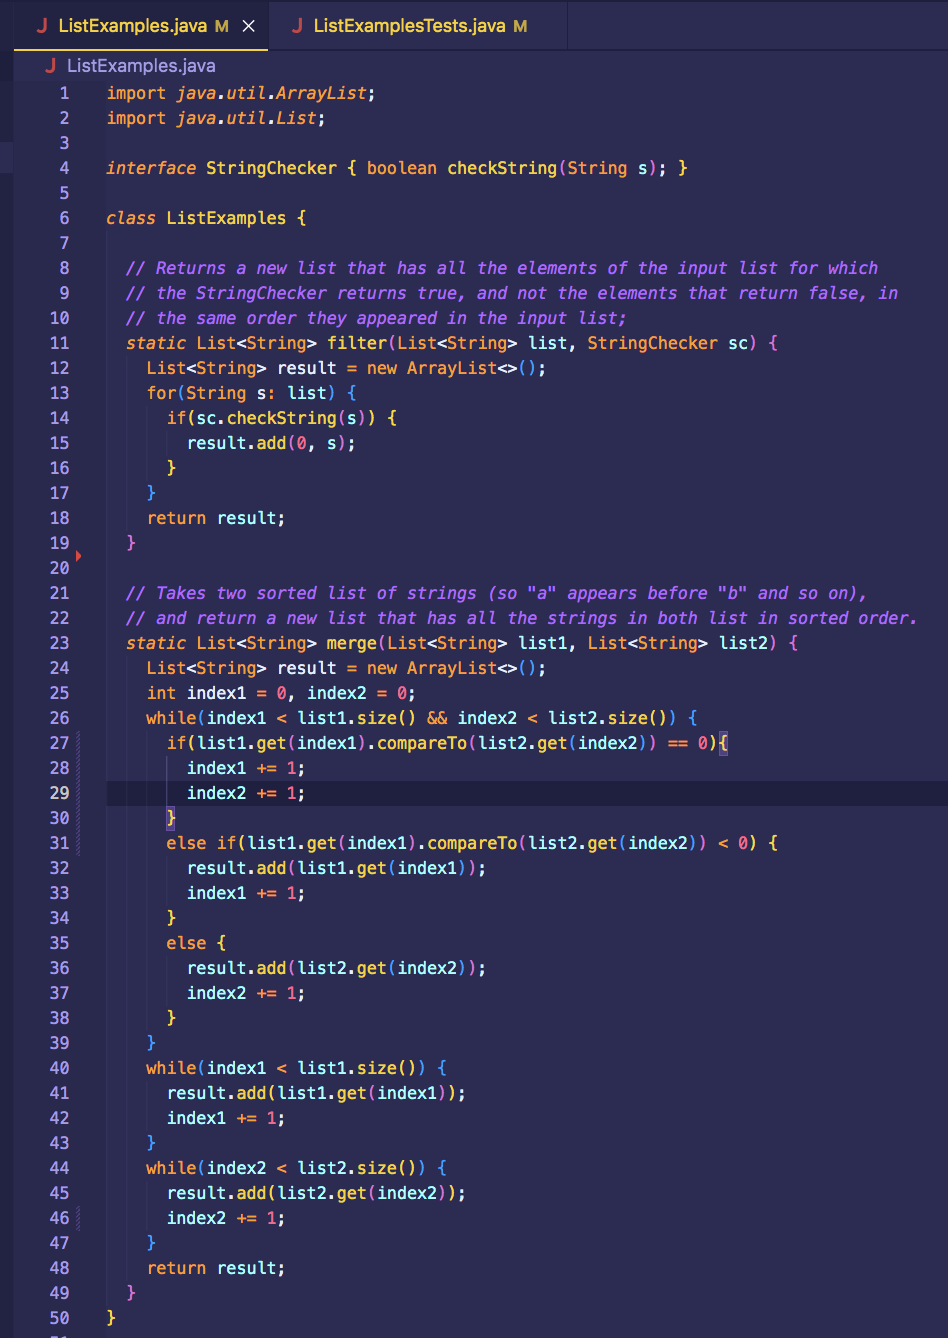 J ListExamples.java M × J ListExamplesTests.java M
J ListExamples.java
1 import java.util.ArrayList;
2 import java.util.List;
3
4 interface StringChecker { boolean checkString(String s); }
5
6 class ListExamples {
7
8 // Returns a new list that has all the elements of the input list for which
9 // the StringChecker returns true, and not the elements that return false, in
10 // the same order they appeared in the input list;
11 static List<String> filter(List<String> list, StringChecker sc) {
12 List<String> result = new ArrayList<>();
13 for(String s: list) {
14 if(sc.checkString(s)) {
15 result.add(0, s);
16 }
17 }
18 return result;
19 }
20
21 // Takes two sorted list of strings (so "a" appears before "b" and so on),
22 // and return a new list that has all the strings in both list in sorted order.
23 static List<String> merge(List<String> list1, List<String> list2) {
24 List<String> result = new ArrayList<>();
25 int index1 = 0, index2 = 0;
26 while(index1 < list1.size() && index2 < list2.size()) {
27 if(list1.get(index1).compareTo(list2.get(index2)) == 0){
28 index1 += 1;
29 index2 += 1;
30 }
31 else if(list1.get(index1).compareTo(list2.get(index2)) < 0) {
32 result.add(list1.get(index1));
33 index1 += 1;
34 }
35 else {
36 result.add(list2.get(index2));
37 index2 += 1;
38 }
39 }
40 while(index1 < list1.size()) {
41 result.add(list1.get(index1));
42 index1 += 1;
43 }
44 while(index2 < list2.size()) {
45 result.add(list2.get(index2));
46 index2 += 1;
47 }
48 return result;
49 }
50 }